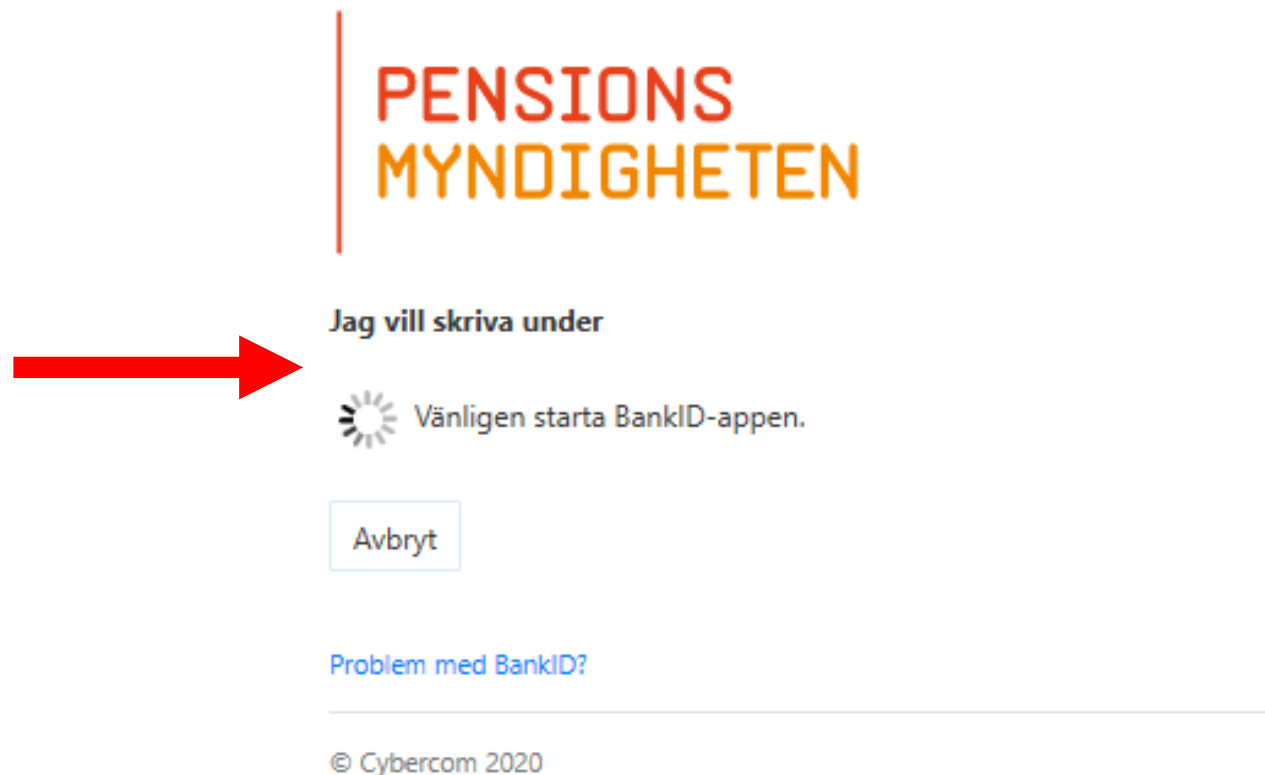 PENSIONS
MYNDIGHETEN
Jag vill skriva under
Vänligen starta BankID-appen.
Avbryt
Problem med BankID?
© Cybercom 2020